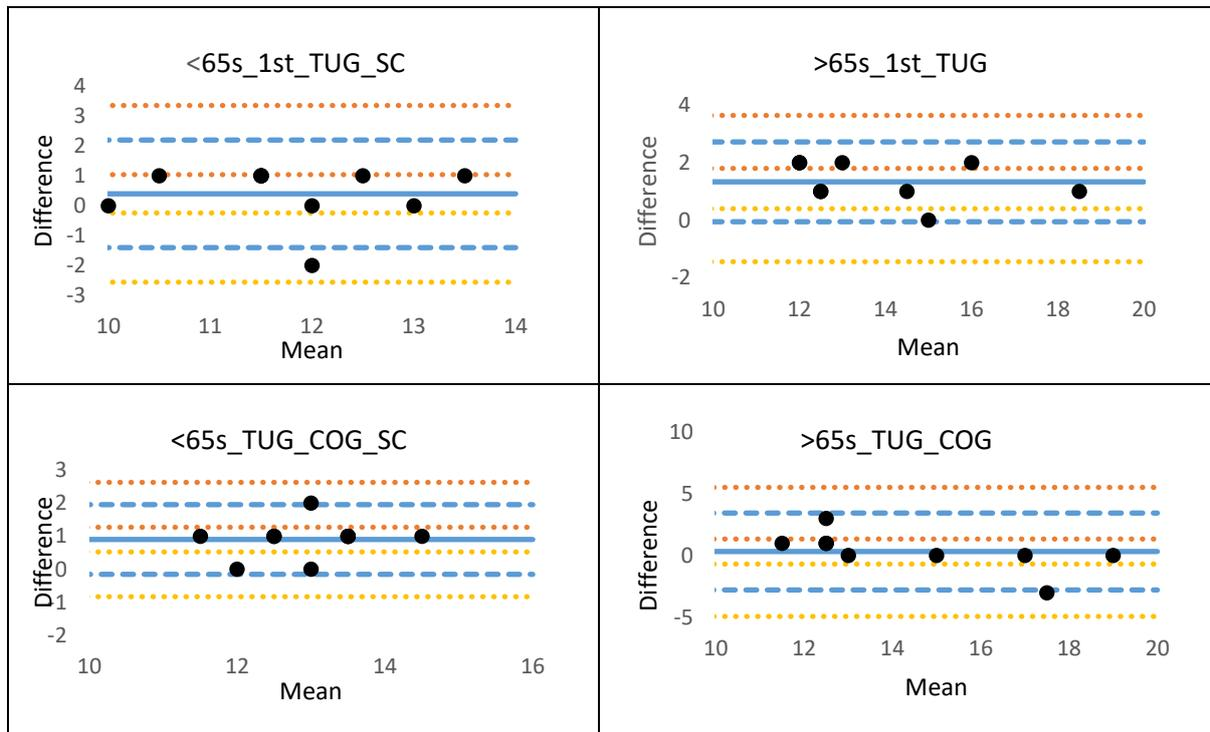 <65s_1st_TUG_SC
4
3
2
1
0
-1
-2
-3
Difference
10 11 12 13 14
Mean
>65s_1st_TUG
4
2
0
-2
Difference
10 12 14 16 18 20
Mean
<65s_TUG_COG_SC
3
2
1
0
-1
-2
Difference
10 12 14 16
Mean
>65s_TUG_COG
10
5
0
-5
Difference
10 12 14 16 18 20
Mean